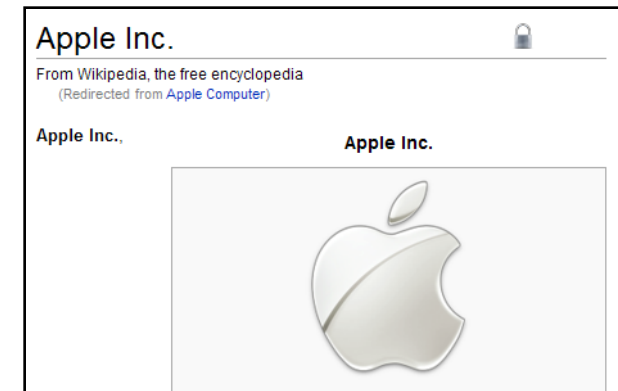 Apple Inc.
From Wikipedia, the free encyclopedia
(Redirected from Apple Computer)
Apple Inc.,
Apple Inc.